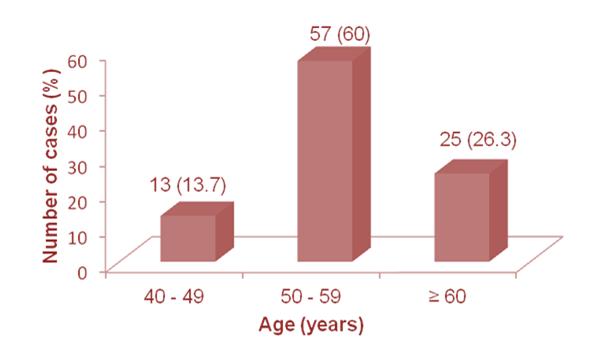 57 (60)
60
50
40
30
20
10
0
Number of cases (%)
25 (26.3)
13 (13.7)
40 - 49
50 - 59
≥ 60
Age (years)